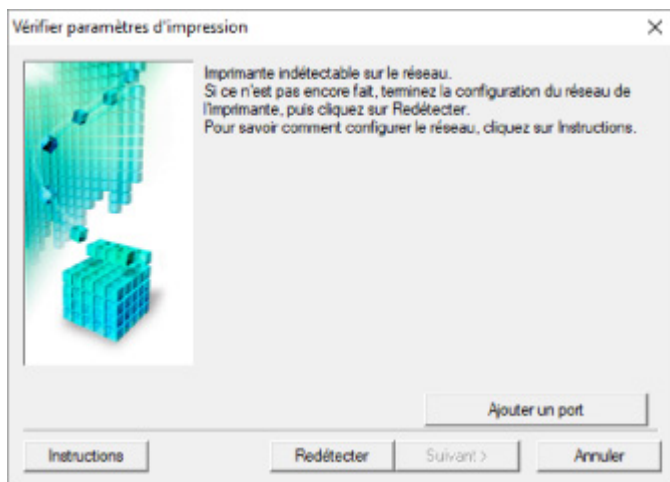 Vérifier paramètres d'impression
Imprimante indétectable sur le réseau.
Si ce n'est pas encore fait, terminez la configuration du réseau de
l'imprimante, puis cliquez sur Redétecter.
Pour savoir comment configurer le réseau, cliquez sur Instructions.
Ajouter un port
Instructions
Redétecter
Suivant >
Annuler